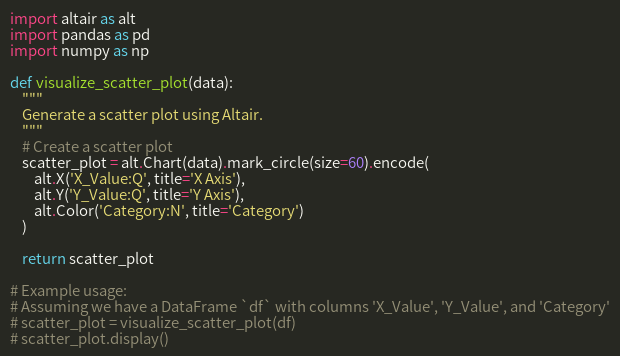 import altair as alt
import pandas as pd
import numpy as np

def visualize_scatter_plot(data):
    """
    Generate a scatter plot using Altair.
    """
    # Create a scatter plot
    scatter_plot = alt.Chart(data).mark_circle(size=60).encode(
        alt.X('X_Value:Q', title='X Axis'),
        alt.Y('Y_Value:Q', title='Y Axis'),
        alt.Color('Category:N', title='Category')
    )

    return scatter_plot

# Example usage:
# Assuming we have a DataFrame `df` with columns 'X_Value', 'Y_Value', and 'Category'
# scatter_plot = visualize_scatter_plot(df)
# scatter_plot.display()